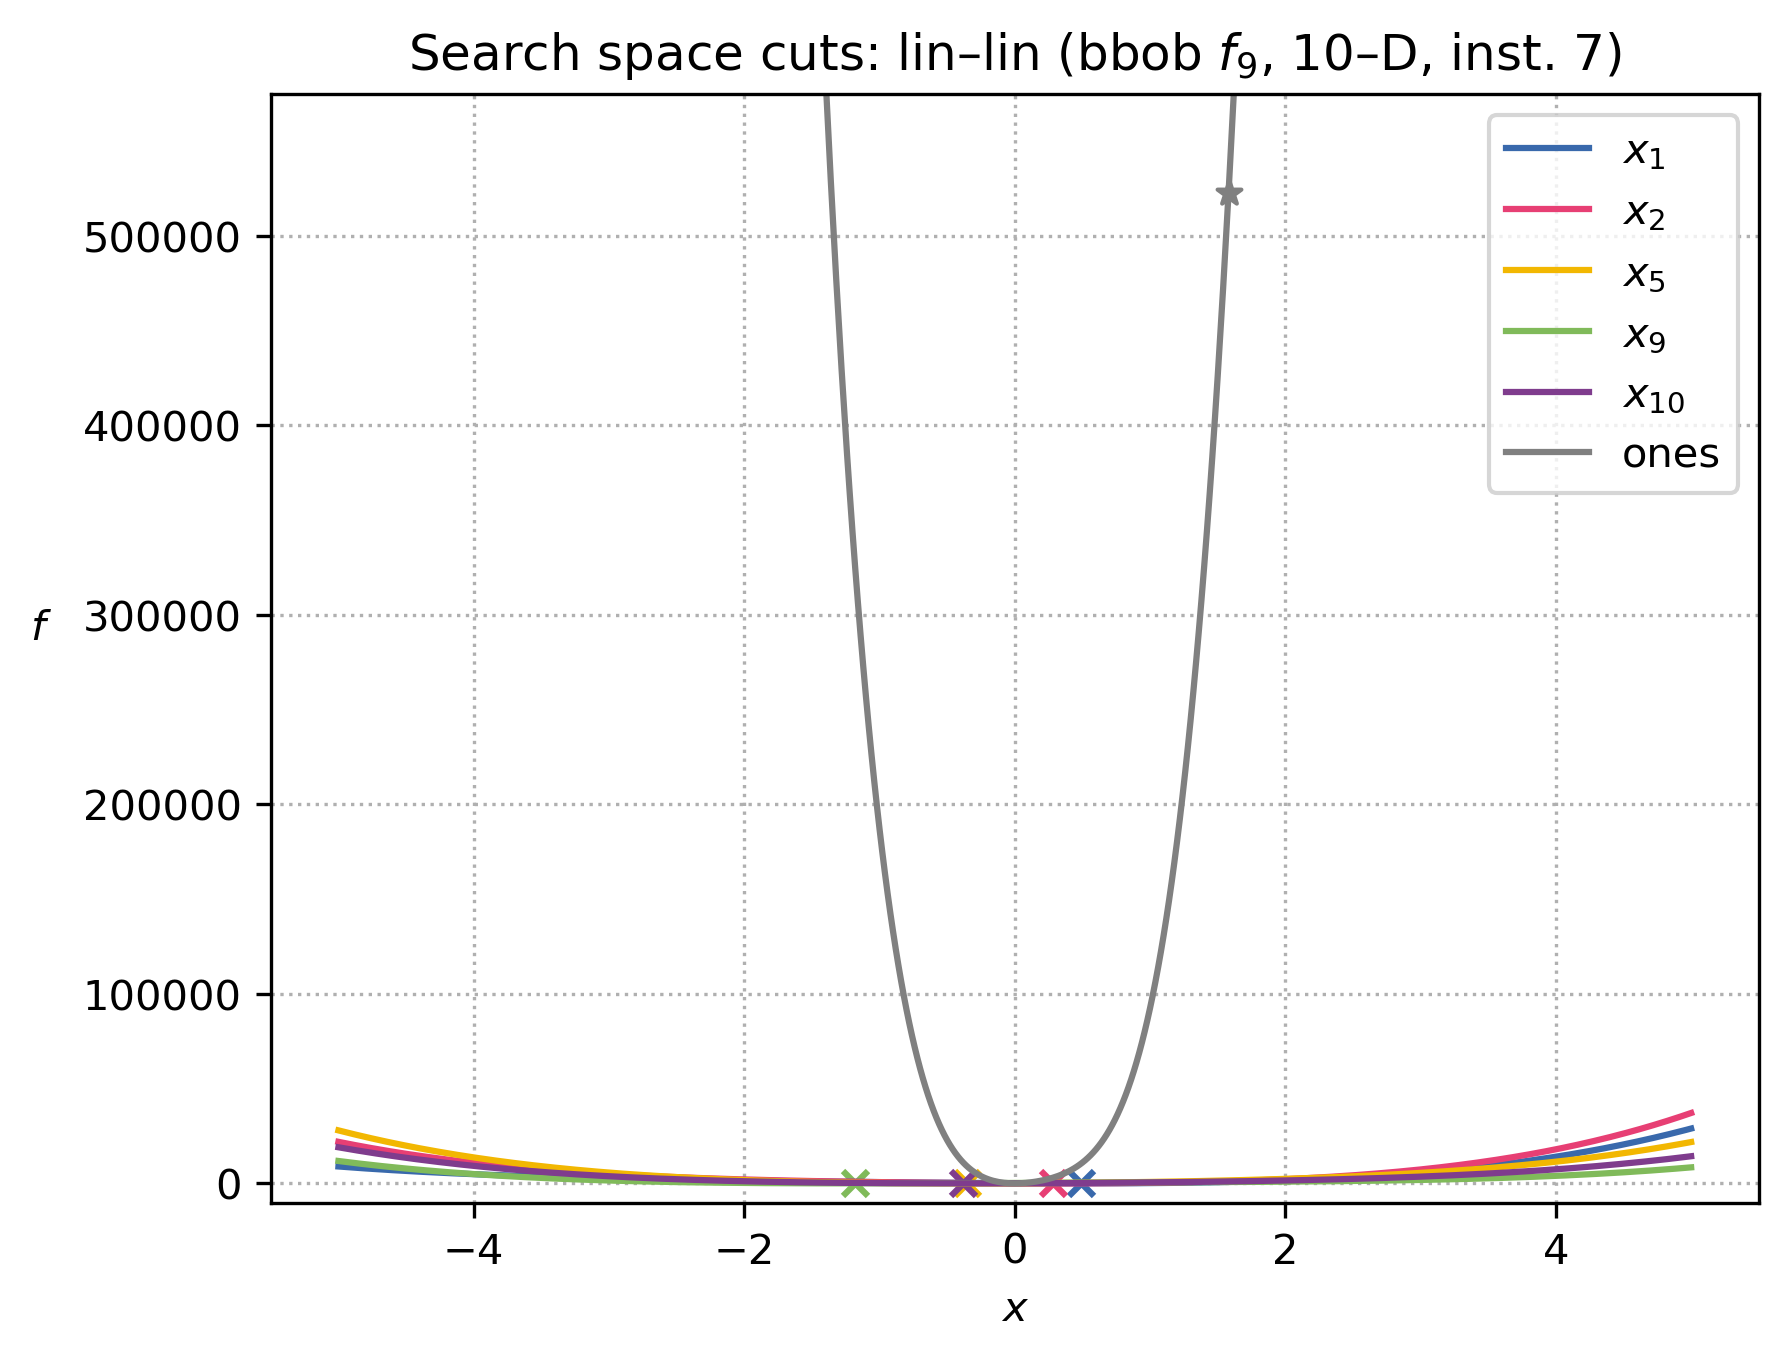 Search space cuts: lin–lin (bbob f₉, 10–D, inst. 7)
x₁
x₂
x₅
x₉
x₁₀
ones
500000
400000
300000
200000
100000
0
f
−4
−2
0
2
4
x